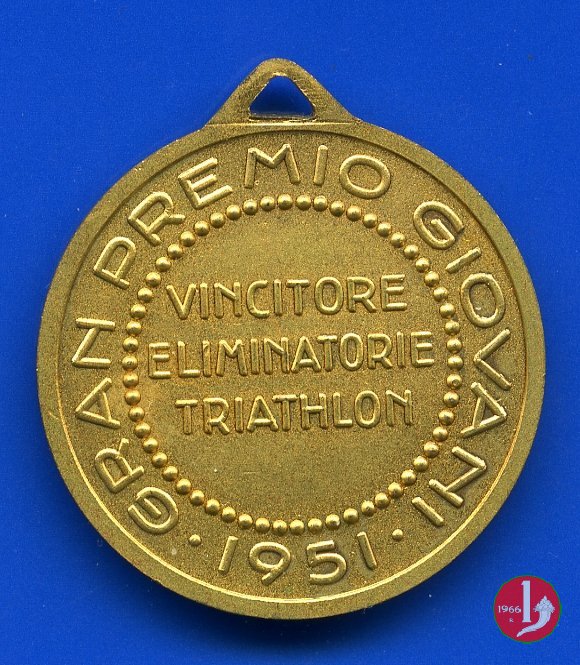 GRAN PREMIO GIOVANI
VINCITORE
ELIMINATORIE
TRIATHLON
· 1951 ·
1966
R